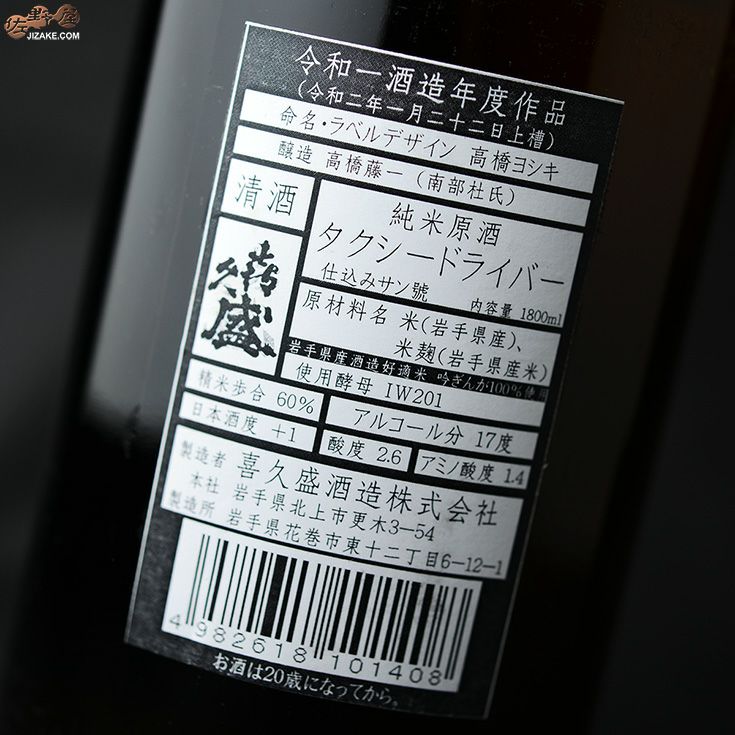 佐野屋
JIZAKE.COM
令和一酒造年度作品
(令和二年一月二十二日上槽)
命名・ラベルデザイン 高橋ヨシキ
醸造 高橋藤一(南部杜氏)
清酒
喜久盛
純米原酒
タクシードライバー
仕込みサン號 内容量 1800ml
原材料名 米(岩手県産)、
米麹(岩手県産米)
岩手県産酒造好適米 吟ぎんが100%使用
使用酵母 IW201
精米歩合 60%
アルコール分 17度
日本酒度 +1
酸度 2.6
アミノ酸度 1.4
製造者 喜久盛酒造株式会社
本社 岩手県北上市更木3-54
製造所 岩手県花巻市東十二丁目6-12-1
4982618101408
お酒は20歳になってから。